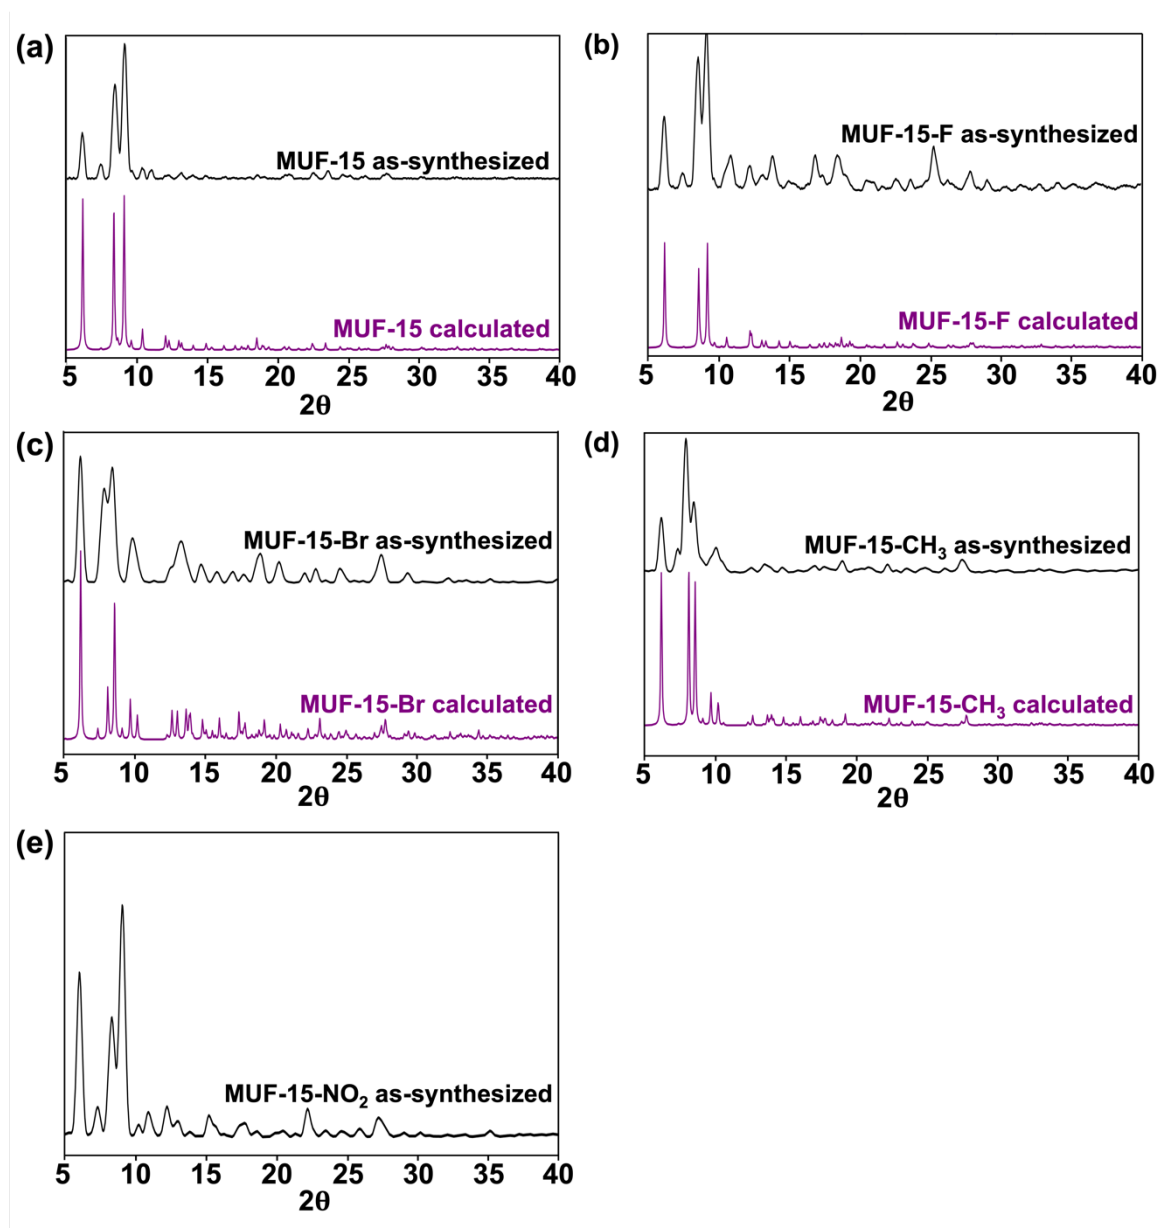 (a)
MUF-15 as-synthesized
MUF-15 calculated
5 10 15 20 25 30 35 40
2θ
(b)
MUF-15-F as-synthesized
MUF-15-F calculated
5 10 15 20 25 30 35 40
2θ
(c)
MUF-15-Br as-synthesized
MUF-15-Br calculated
5 10 15 20 25 30 35 40
2θ
(d)
MUF-15-CH₃ as-synthesized
MUF-15-CH₃ calculated
5 10 15 20 25 30 35 40
2θ
(e)
MUF-15-NO₂ as-synthesized
5 10 15 20 25 30 35 40
2θ